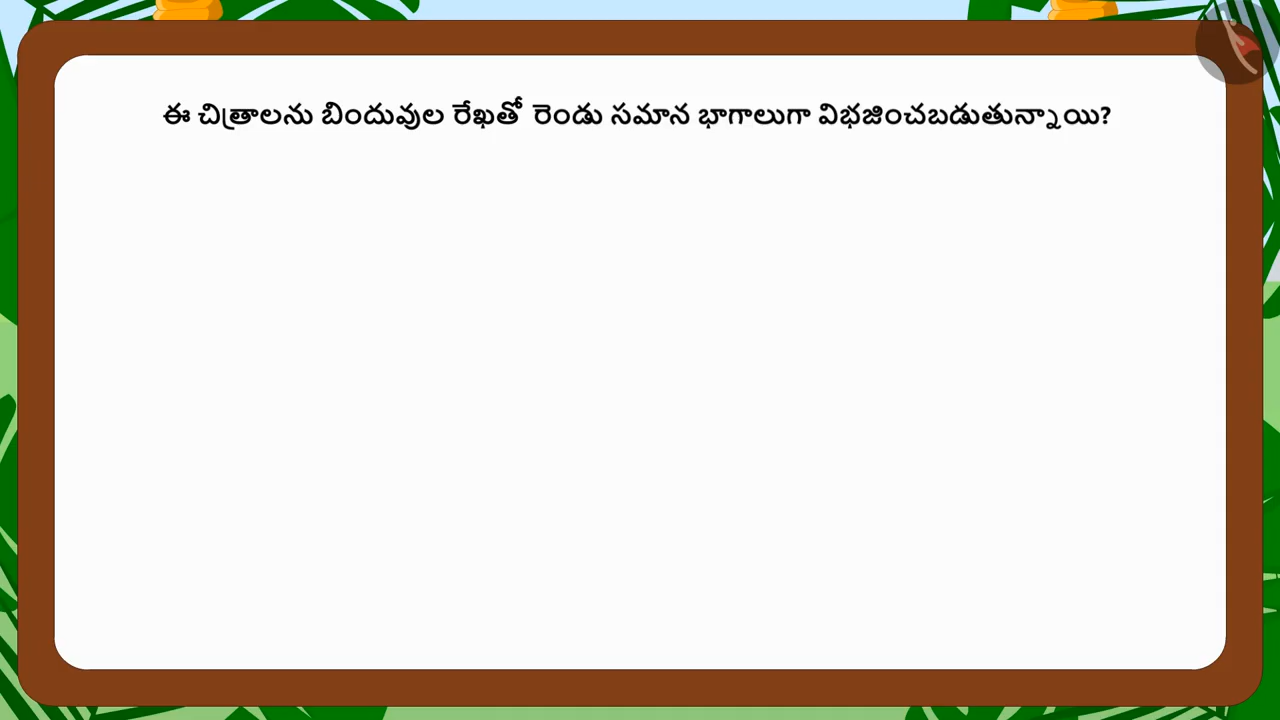 ఈ చిత్రాలను బిందువుల రేఖతో రెండు సమాన భాగాలుగా విభజించబడుతున్నాయి?